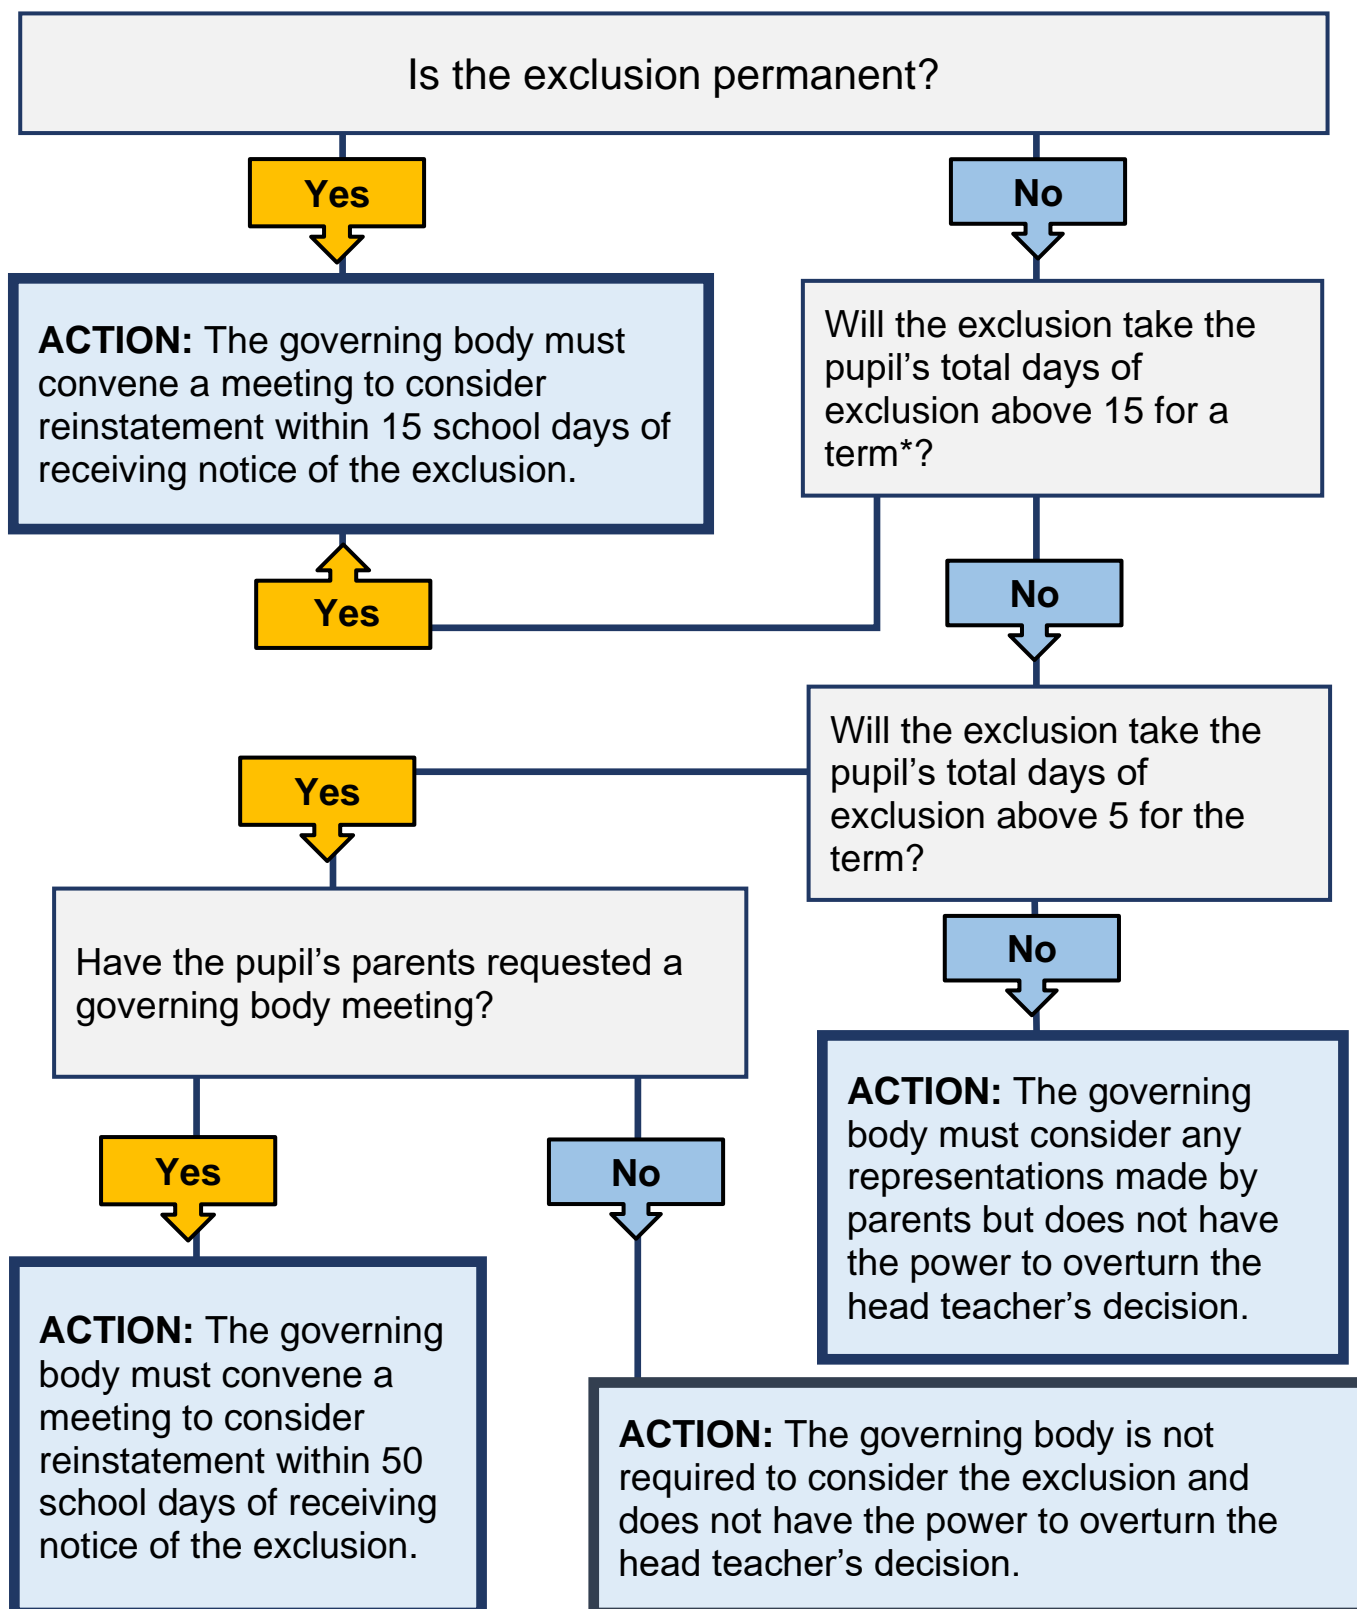 Is the exclusion permanent?
Yes
No
ACTION: The governing body must
convene a meeting to consider
reinstatement within 15 school days of
receiving notice of the exclusion.
Will the exclusion take the
pupil’s total days of
exclusion above 15 for a
term*?
Yes
No
Will the exclusion take the
pupil’s total days of
exclusion above 5 for the
term?
Yes
No
Have the pupil’s parents requested a
governing body meeting?
Yes
No
ACTION: The governing
body must consider any
representations made by
parents but does not have
the power to overturn the
head teacher’s decision.
ACTION: The governing
body must convene a
meeting to consider
reinstatement within 50
school days of receiving
notice of the exclusion.
ACTION: The governing body is not
required to consider the exclusion and
does not have the power to overturn the
head teacher’s decision.